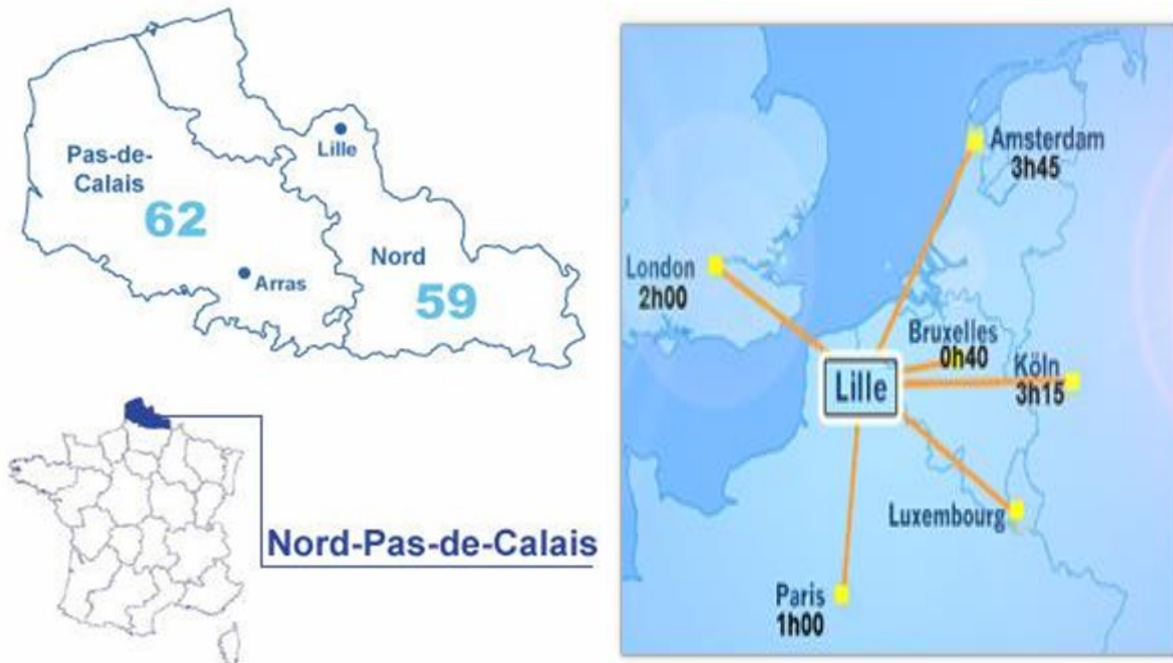 Pas-de-
Calais
62
Lille
Nord
59
Arras
Nord-Pas-de-Calais
Amsterdam
3h45
London
2h00
Bruxelles
0h40
Lille
Köln
3h15
Luxembourg
Paris
1h00